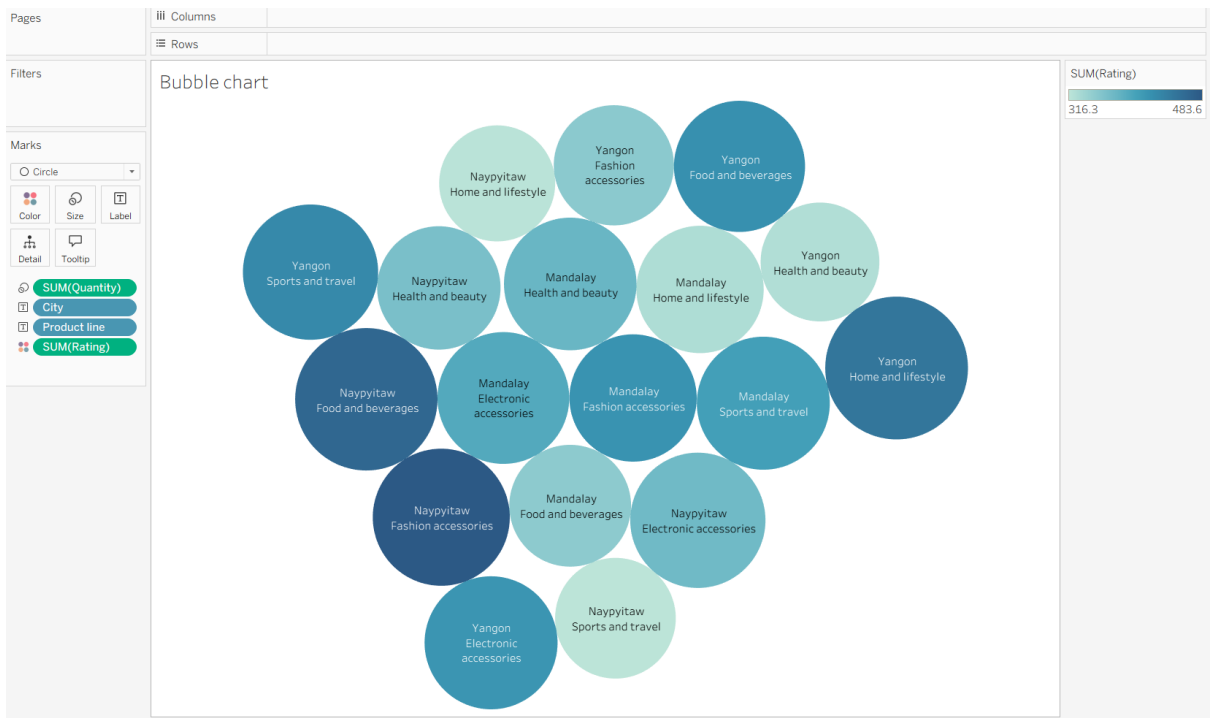 Pages
Columns
Rows
Filters
Marks
Circle
Color
Size
Label
Detail
Tooltip
SUM(Quantity)
City
Product line
SUM(Rating)
Bubble chart
Naypyitaw
Home and lifestyle
Yangon
Fashion
accessories
Yangon
Food and beverages
Yangon
Sports and travel
Naypyitaw
Health and beauty
Mandalay
Health and beauty
Mandalay
Home and lifestyle
Yangon
Health and beauty
Naypyitaw
Food and beverages
Mandalay
Electronic
accessories
Mandalay
Fashion accessories
Mandalay
Sports and travel
Yangon
Home and lifestyle
Naypyitaw
Fashion accessories
Mandalay
Food and beverages
Naypyitaw
Electronic accessories
Yangon
Electronic
accessories
Naypyitaw
Sports and travel
SUM(Rating)
316.3 483.6